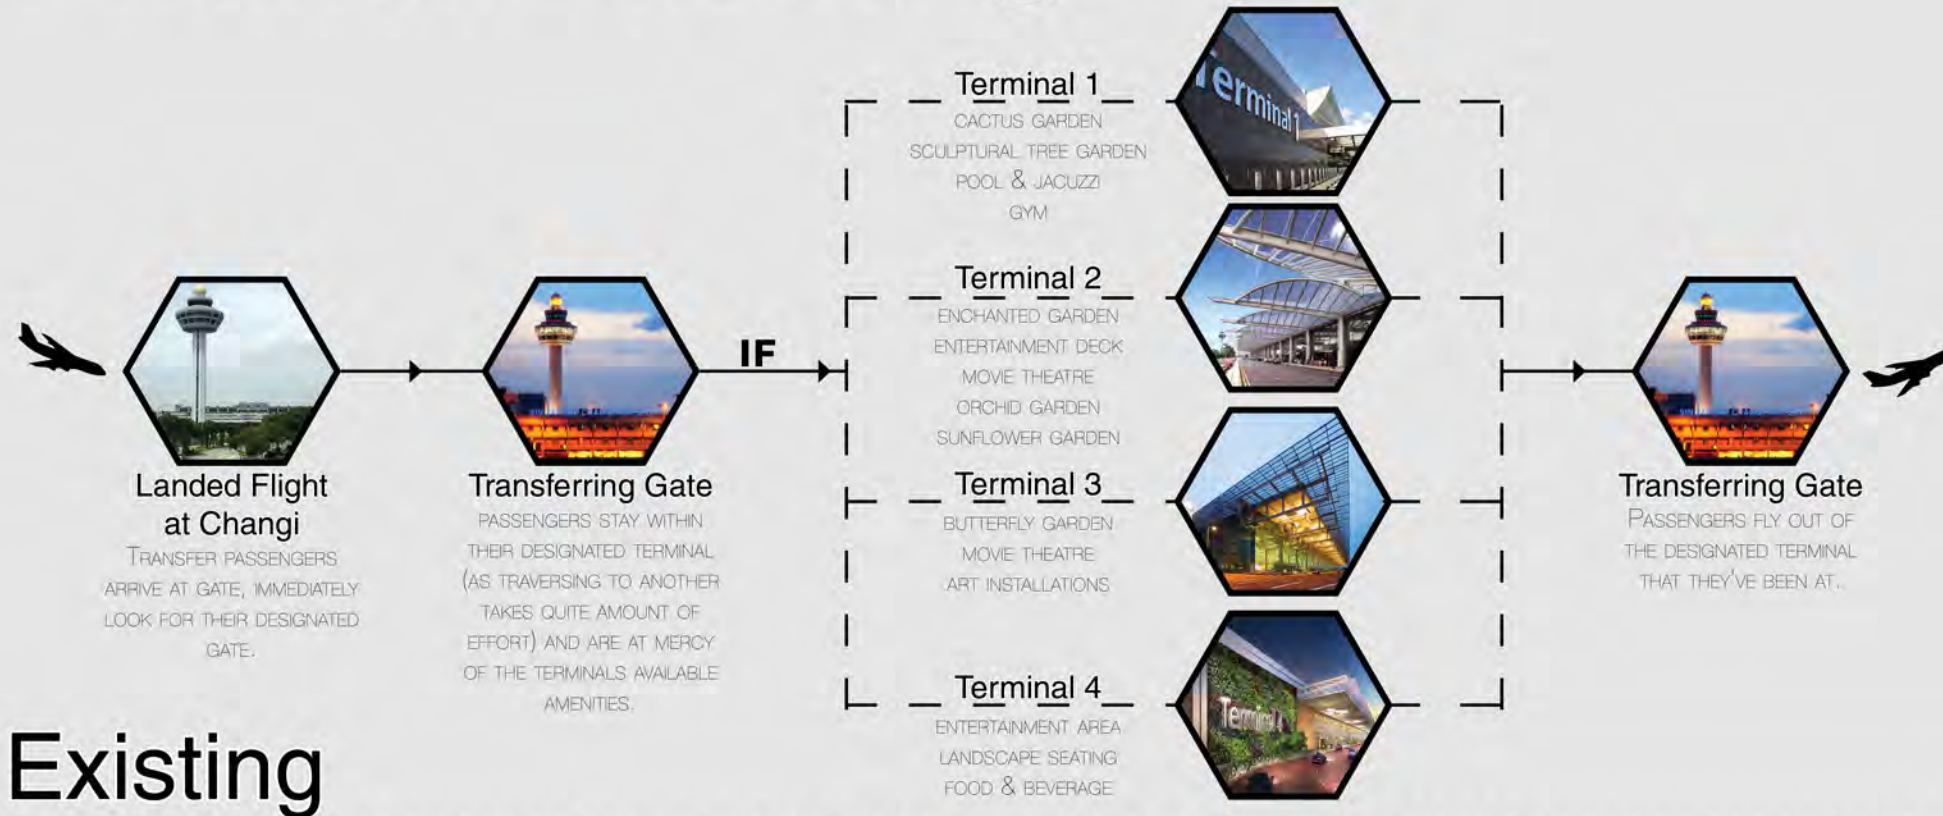 Landed Flight
at Changi
TRANSFER PASSENGERS
ARRIVE AT GATE, IMMEDIATELY
LOOK FOR THEIR DESIGNATED
GATE.
Transferring Gate
PASSENGERS STAY WITHIN
THEIR DESIGNATED TERMINAL
(AS TRAVERSING TO ANOTHER
TAKES QUITE AMOUNT OF
EFFORT) AND ARE AT MERCY
OF THE TERMINALS AVAILABLE
AMENITIES.
IF
Terminal 1
CACTUS GARDEN
SCULPTURAL TREE GARDEN
POOL & JACUZZI
GYM
Terminal 1
Terminal 2
ENCHANTED GARDEN
ENTERTAINMENT DECK
MOVIE THEATRE
ORCHID GARDEN
SUNFLOWER GARDEN
Terminal 3
BUTTERFLY GARDEN
MOVIE THEATRE
ART INSTALLATIONS
Terminal 4
ENTERTAINMENT AREA
LANDSCAPE SEATING
FOOD & BEVERAGE
Terminal 4
Transferring Gate
PASSENGERS FLY OUT OF
THE DESIGNATED TERMINAL
THAT THEY'VE BEEN AT.
Existing